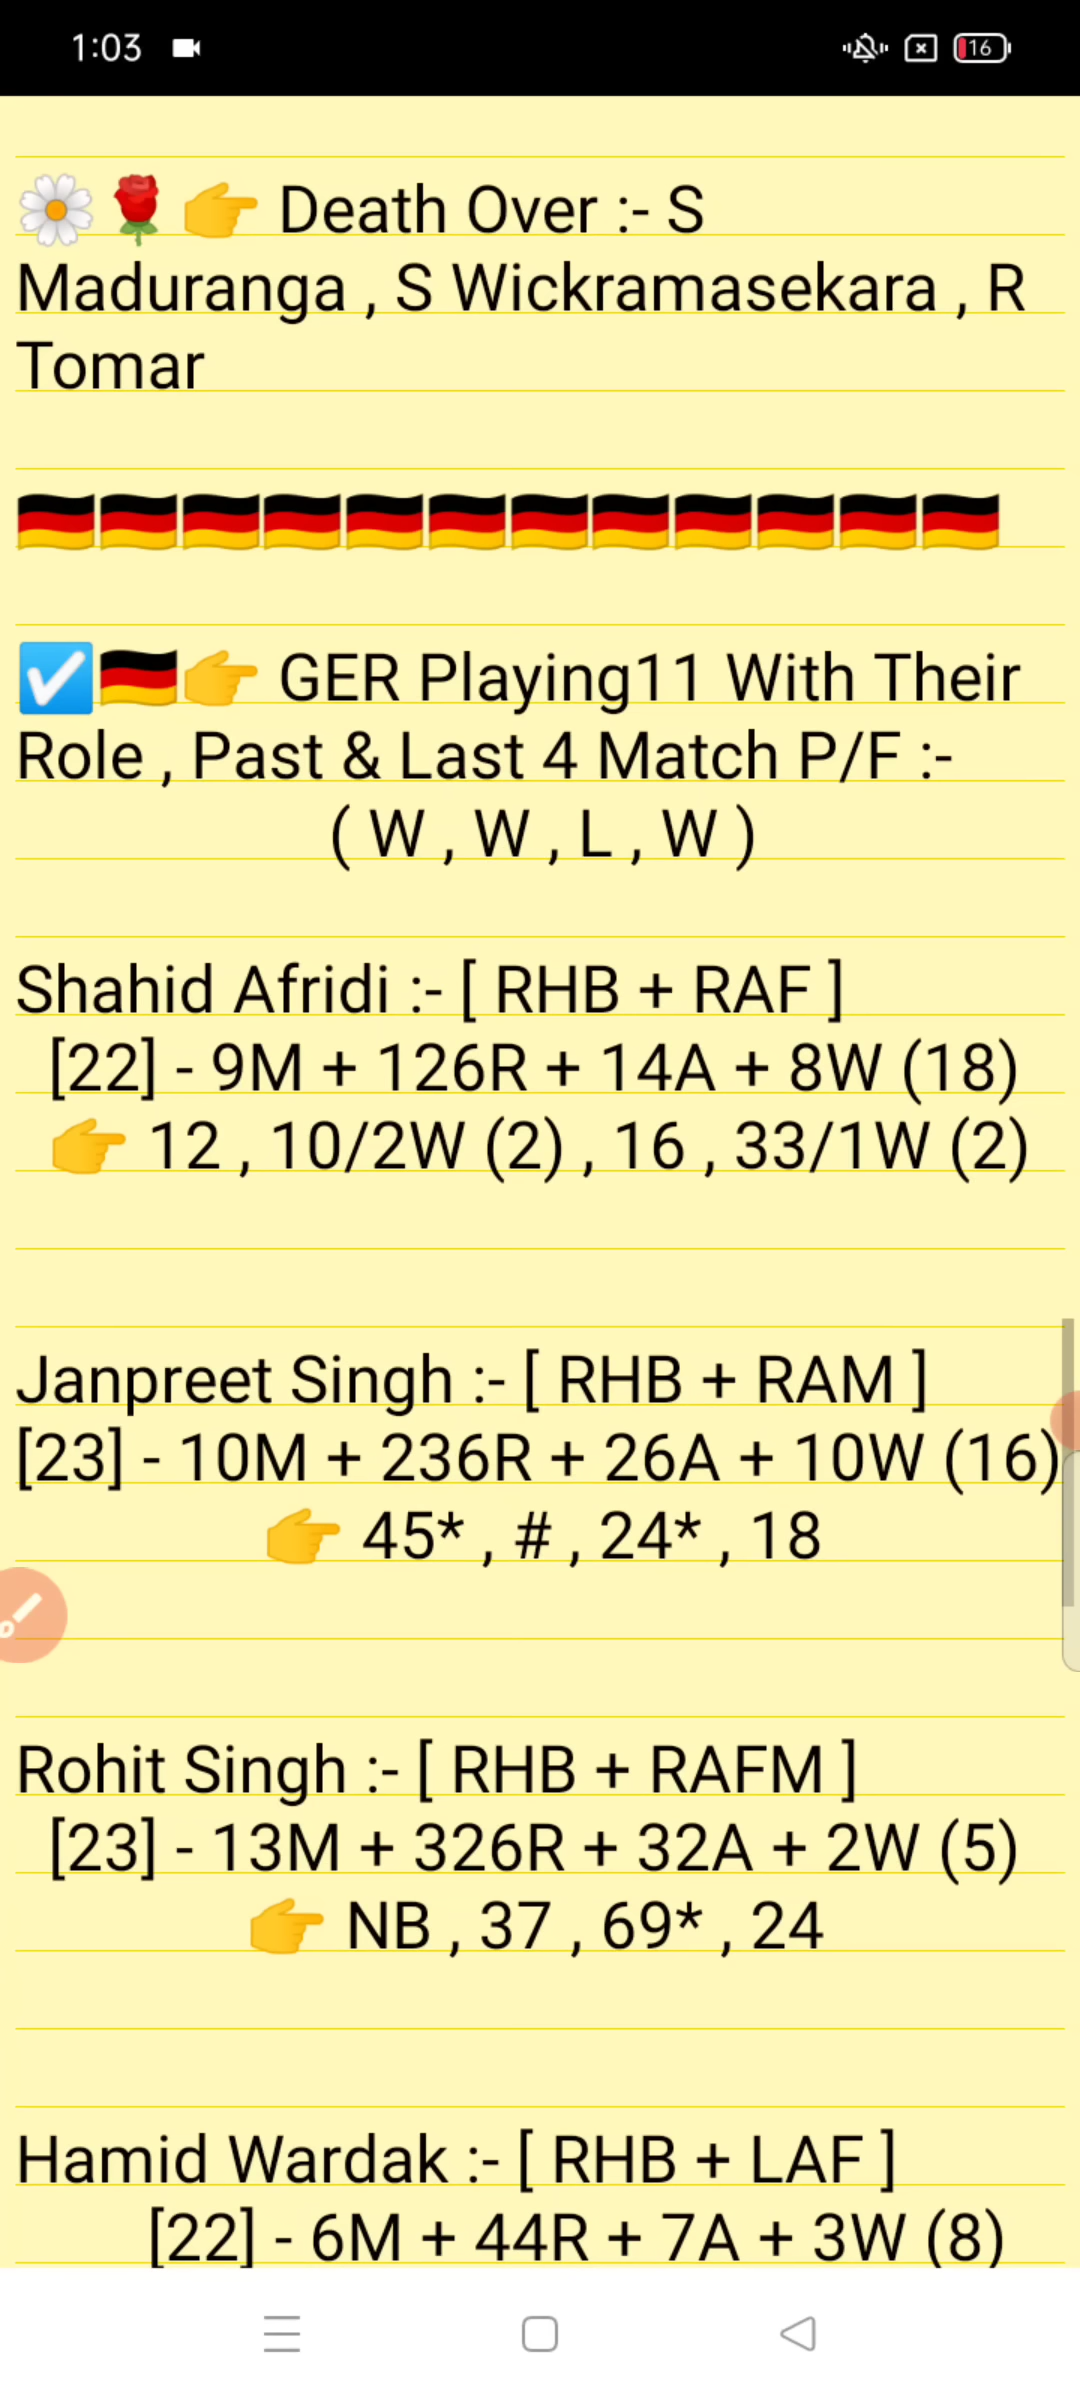 1:03
16
🌼🌹👉 Death Over :- S
Maduranga , S Wickramasekara , R
Tomar
🇩🇪🇩🇪🇩🇪🇩🇪🇩🇪🇩🇪🇩🇪🇩🇪🇩🇪🇩🇪🇩🇪🇩🇪
☑️🇩🇪👉 GER Playing11 With Their
Role , Past & Last 4 Match P/F :-
( W , W , L , W )
Shahid Afridi :- [ RHB + RAF ]
[22] - 9M + 126R + 14A + 8W (18)
👉 12 , 10/2W (2) , 16 , 33/1W (2)
Janpreet Singh :- [ RHB + RAM ]
[23] - 10M + 236R + 26A + 10W (16)
👉 45* , # , 24* , 18
Rohit Singh :- [ RHB + RAFM ]
[23] - 13M + 326R + 32A + 2W (5)
👉 NB , 37 , 69* , 24
Hamid Wardak :- [ RHB + LAF ]
[22] - 6M + 44R + 7A + 3W (8)